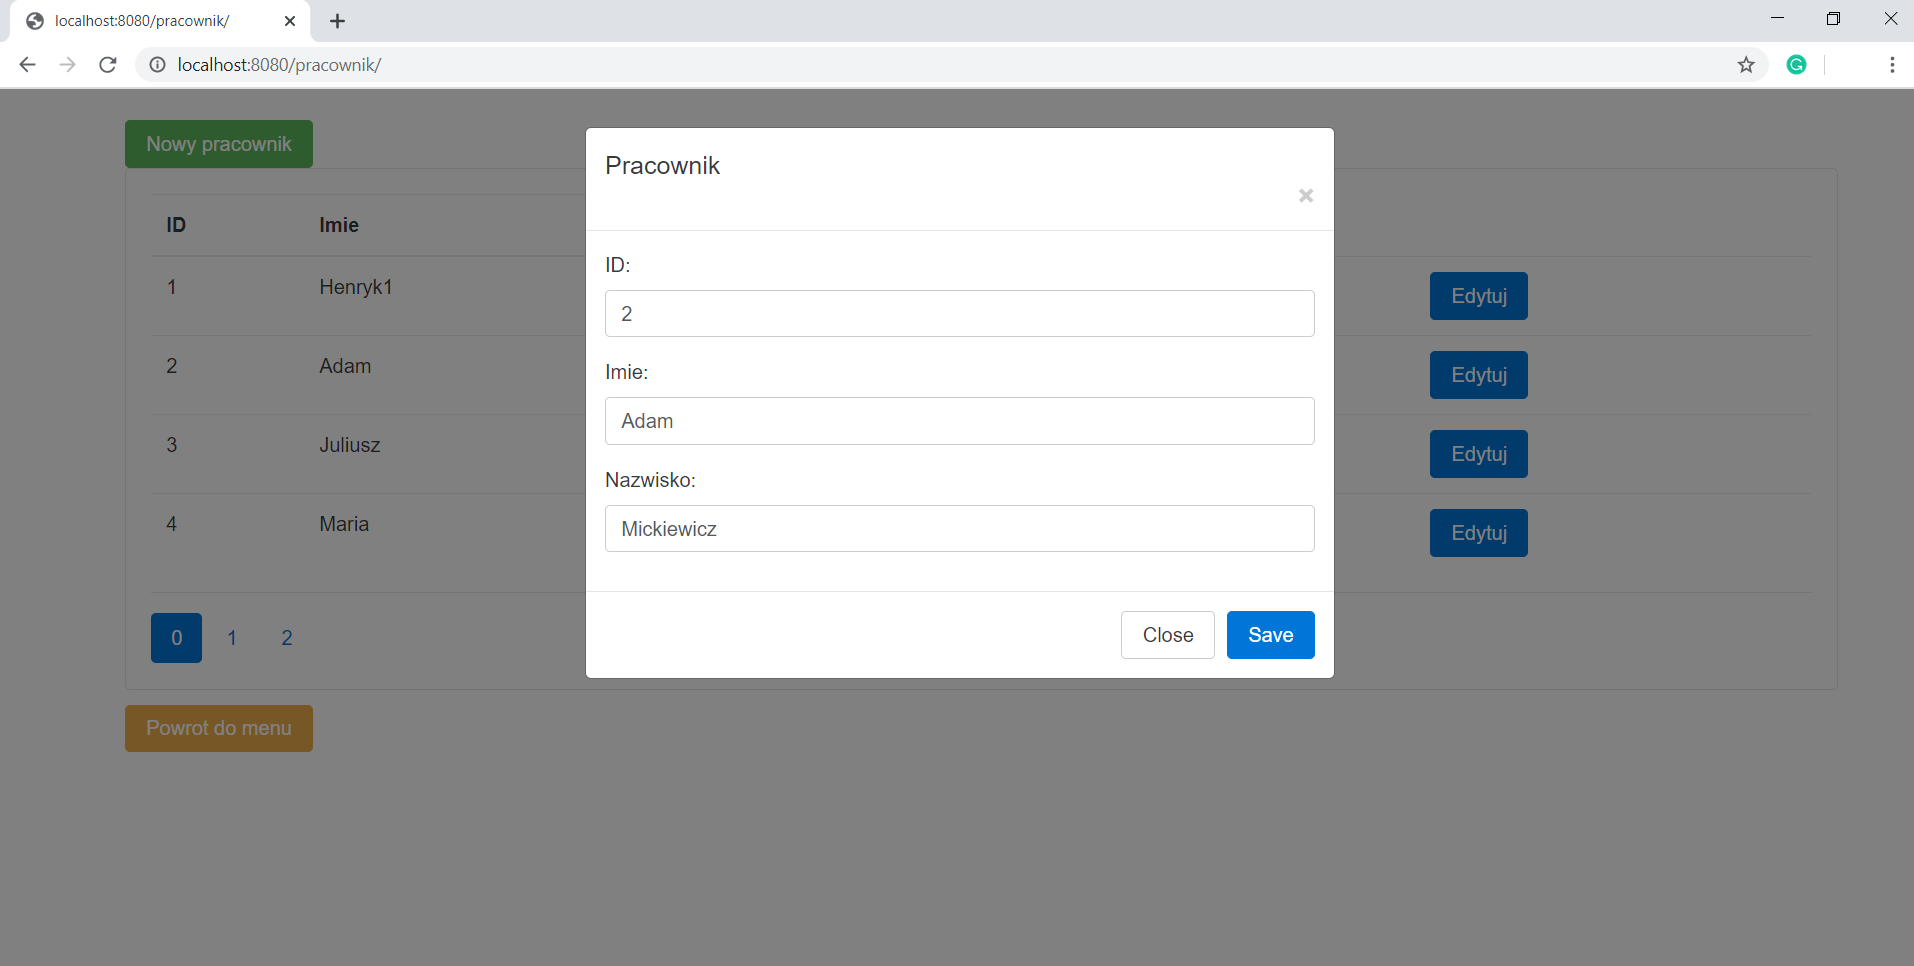 localhost:8080/pracownik/
localhost:8080/pracownik/
Nowy pracownik
ID Imie
1 Henryk1 Edytuj
2 Adam Edytuj
3 Juliusz Edytuj
4 Maria Edytuj
0 1 2
Powrot do menu
Pracownik
×
ID:
2
Imie:
Adam
Nazwisko:
Mickiewicz
Close Save